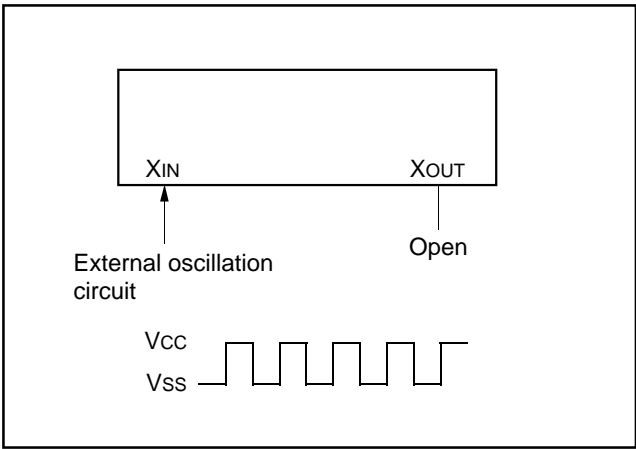 XIN XOUT
External oscillation
circuit
Open
VCC
VSS